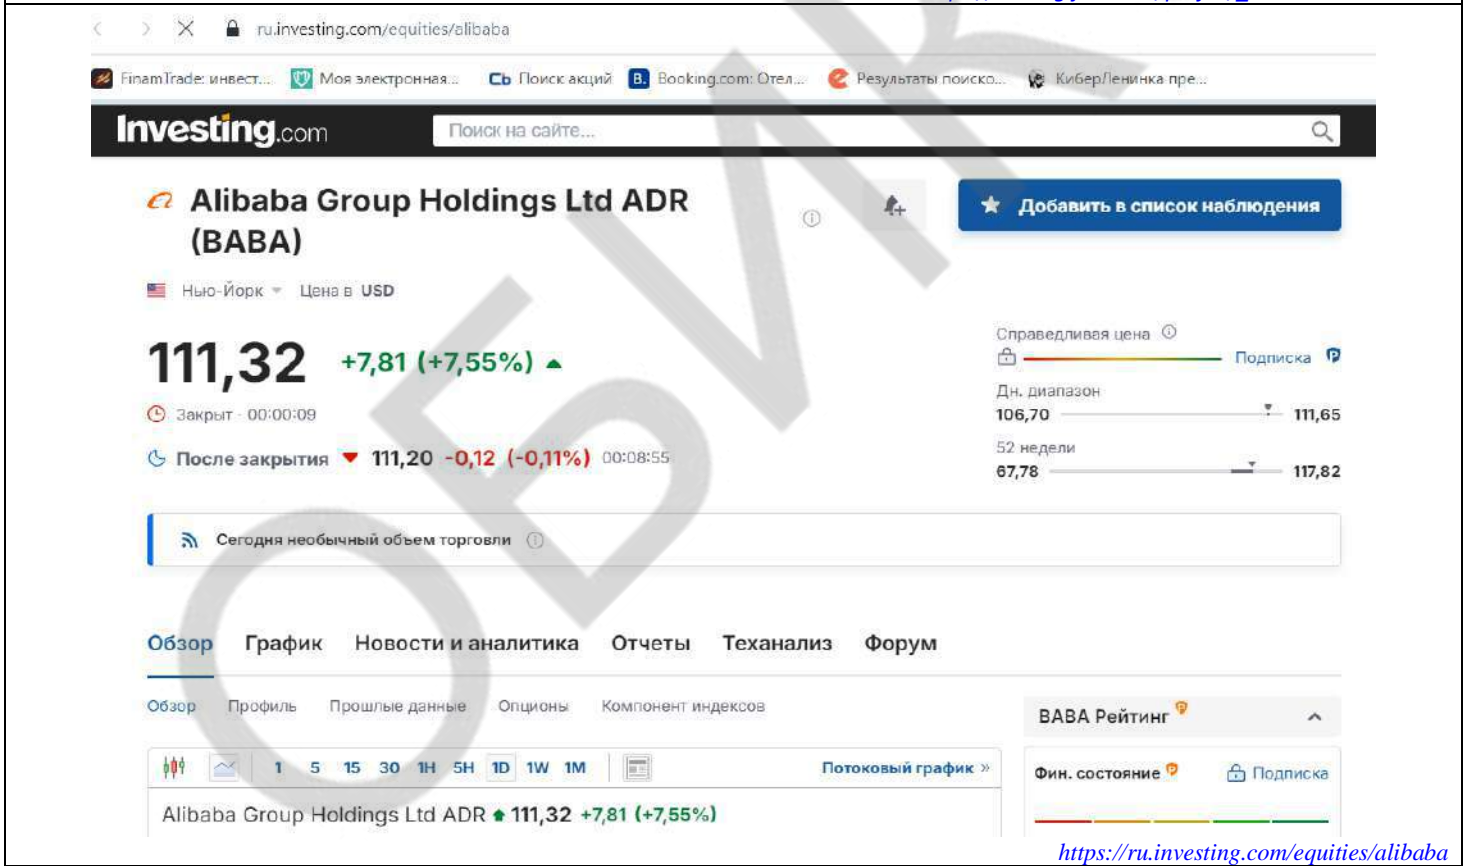 ru.investing.com/equities/alibaba
FinamTrade: инвест... Моя электронная... Сb Поиск акций B. Booking.com: Отел... Результаты поиско... КиберЛенинка пре...
Investing.com Поиск на сайте...
Alibaba Group Holdings Ltd ADR
(BABA)
Добавить в список наблюдения
Нью-Йорк Цена в USD
111,32 +7,81 (+7,55%)
Закрыт · 00:00:09
После закрытия 111,20 -0,12 (-0,11%) 00:08:55
Справедливая цена
Подписка
Дн. диапазон
106,70 111,65
52 недели
67,78 117,82
Сегодня необычный объем торговли
Обзор График Новости и аналитика Отчеты Теханализ Форум
Обзор Профиль Прошлые данные Опционы Компонент индексов
1 5 15 30 1H 5H 1D 1W 1M Потоковый график »
Alibaba Group Holdings Ltd ADR 111,32 +7,81 (+7,55%)
BABA Рейтинг
Фин. состояние Подписка
https://ru.investing.com/equities/alibaba
ОБИК